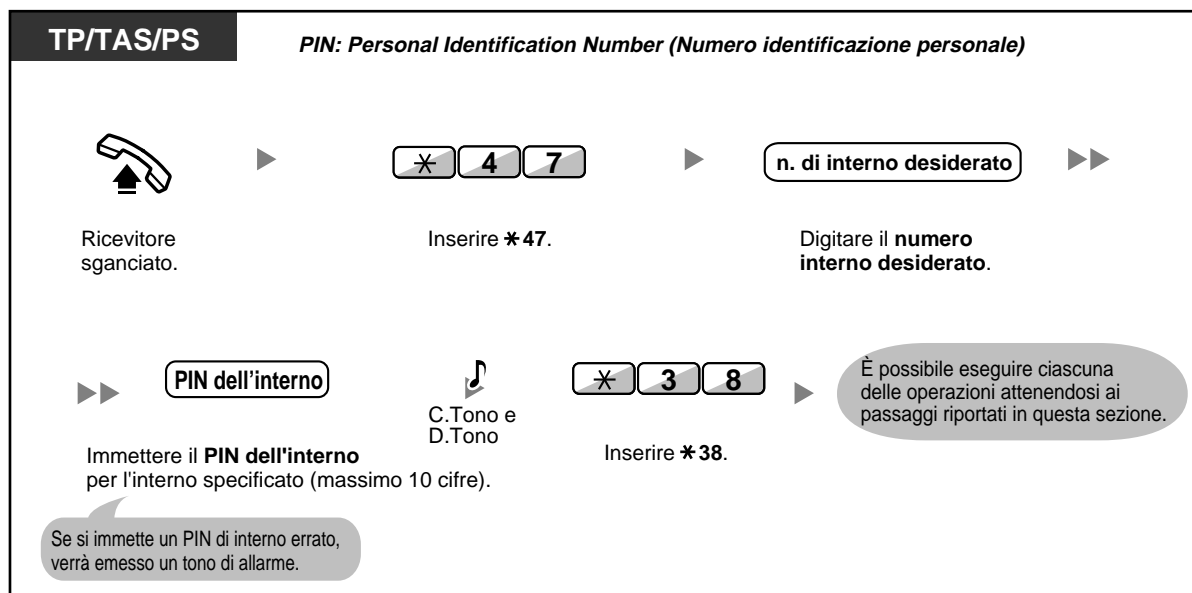 TP/TAS/PS
PIN: Personal Identification Number (Numero identificazione personale)
* 4 7
n. di interno desiderato
Ricevitore
sganciato.
Inserire *47.
Digitare il numero
interno desiderato.
PIN dell'interno
C.Tono e
D.Tono
* 3 8
È possibile eseguire ciascuna
delle operazioni attenendosi ai
passaggi riportati in questa sezione.
Immettere il PIN dell'interno
per l'interno specificato (massimo 10 cifre).
Inserire *38.
Se si immette un PIN di interno errato,
verrà emesso un tono di allarme.